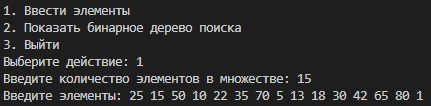 1. Ввести элементы
2. Показать бинарное дерево поиска
3. Выйти
Выберите действие: 1
Введите количество элементов в множестве: 15
Введите элементы: 25 15 50 10 22 35 70 5 13 18 30 42 65 80 1